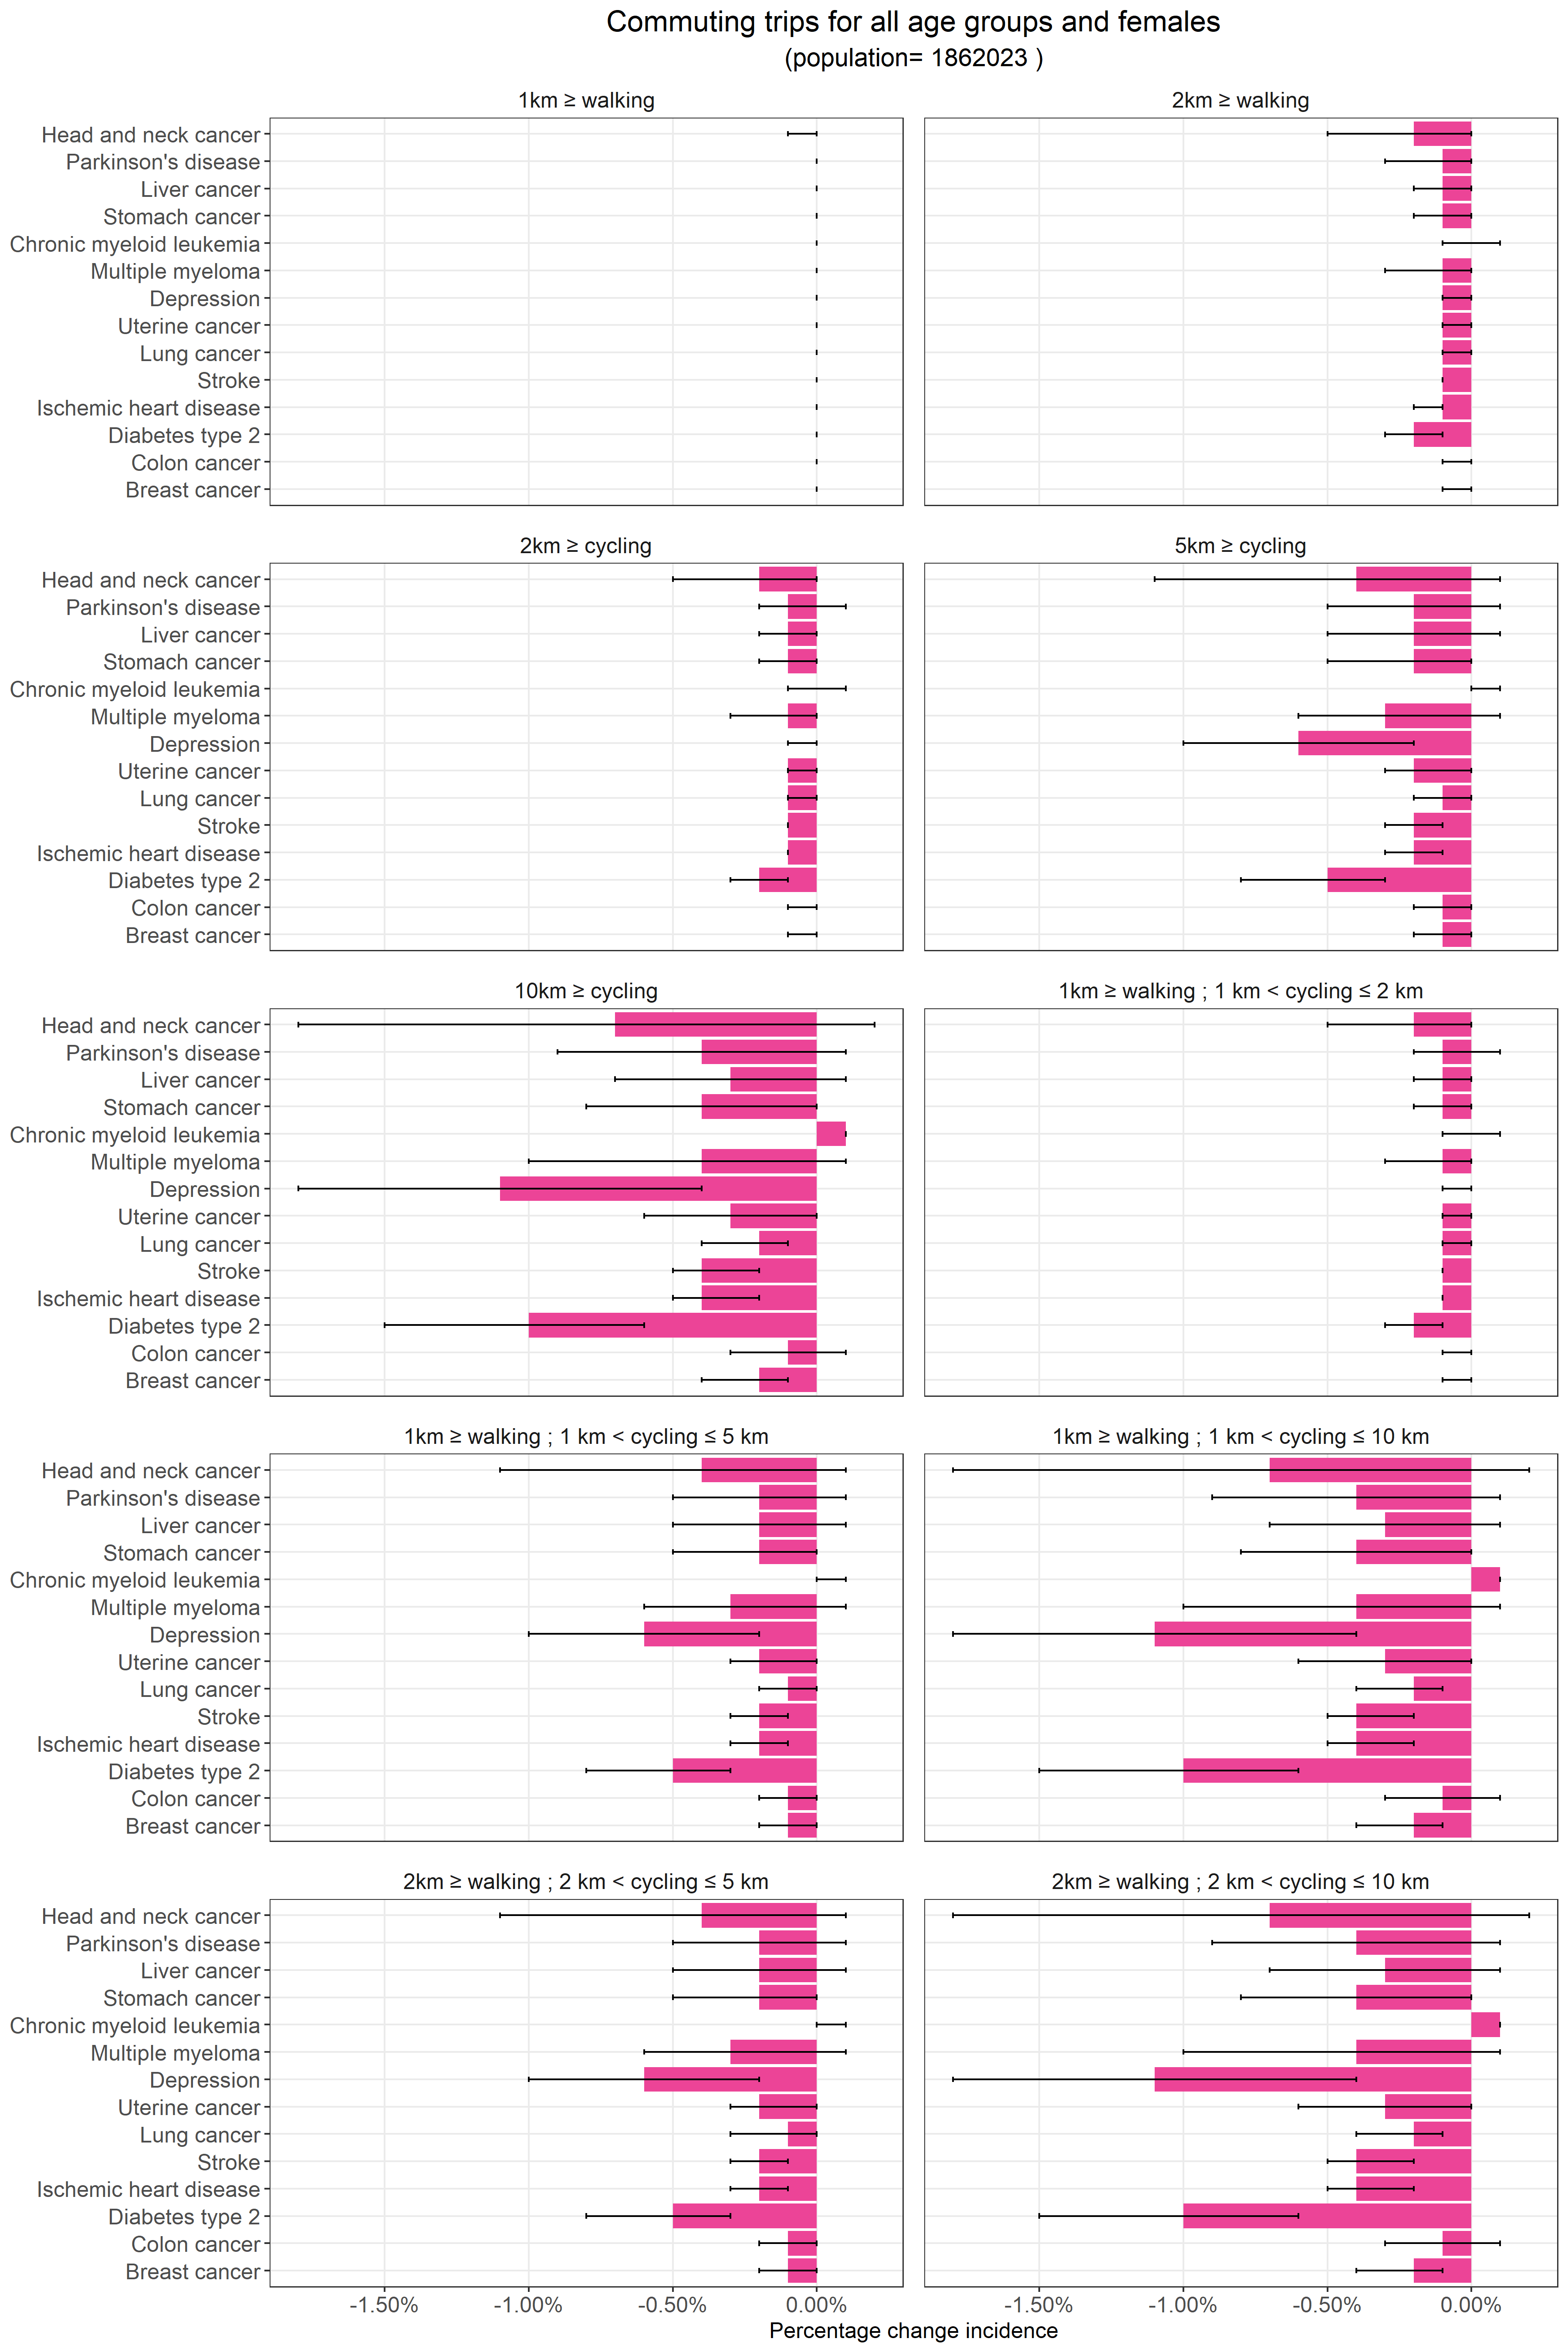 Commuting trips for all age groups and females
(population= 1862023 )
1km ≥ walking
2km ≥ walking
Head and neck cancer
Parkinson's disease
Liver cancer
Stomach cancer
Chronic myeloid leukemia
Multiple myeloma
Depression
Uterine cancer
Lung cancer
Stroke
Ischemic heart disease
Diabetes type 2
Colon cancer
Breast cancer
2km ≥ cycling
5km ≥ cycling
Head and neck cancer
Parkinson's disease
Liver cancer
Stomach cancer
Chronic myeloid leukemia
Multiple myeloma
Depression
Uterine cancer
Lung cancer
Stroke
Ischemic heart disease
Diabetes type 2
Colon cancer
Breast cancer
10km ≥ cycling
1km ≥ walking ; 1 km < cycling ≤ 2 km
Head and neck cancer
Parkinson's disease
Liver cancer
Stomach cancer
Chronic myeloid leukemia
Multiple myeloma
Depression
Uterine cancer
Lung cancer
Stroke
Ischemic heart disease
Diabetes type 2
Colon cancer
Breast cancer
1km ≥ walking ; 1 km < cycling ≤ 5 km
1km ≥ walking ; 1 km < cycling ≤ 10 km
Head and neck cancer
Parkinson's disease
Liver cancer
Stomach cancer
Chronic myeloid leukemia
Multiple myeloma
Depression
Uterine cancer
Lung cancer
Stroke
Ischemic heart disease
Diabetes type 2
Colon cancer
Breast cancer
2km ≥ walking ; 2 km < cycling ≤ 5 km
2km ≥ walking ; 2 km < cycling ≤ 10 km
Head and neck cancer
Parkinson's disease
Liver cancer
Stomach cancer
Chronic myeloid leukemia
Multiple myeloma
Depression
Uterine cancer
Lung cancer
Stroke
Ischemic heart disease
Diabetes type 2
Colon cancer
Breast cancer
-1.50% -1.00% -0.50% 0.00%
-1.50% -1.00% -0.50% 0.00%
Percentage change incidence